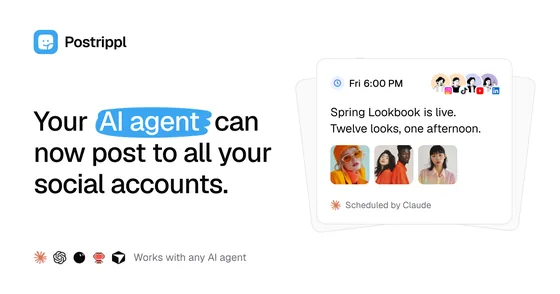 Postrippl
Your AI agent can
now post to all your
social accounts.
Works with any AI agent
Fri 6:00 PM
Spring Lookbook is live.
Twelve looks, one afternoon.
Scheduled by Claude